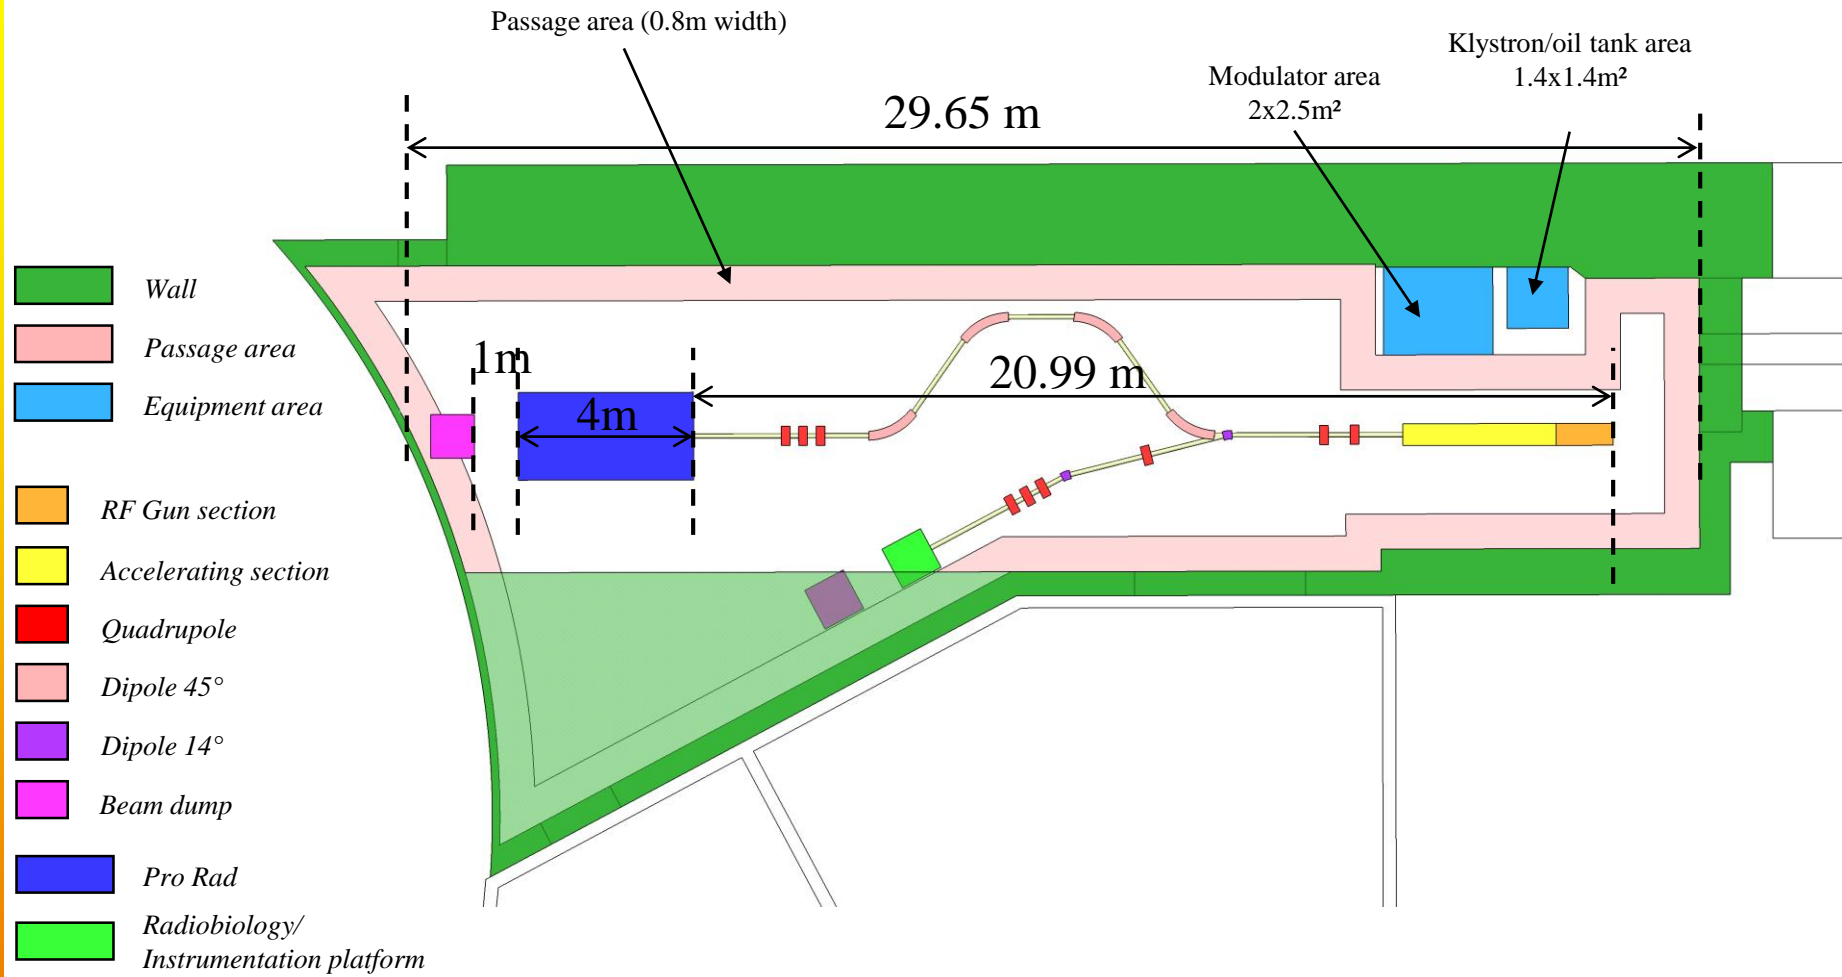 Passage area (0.8m width)
Klystron/oil tank area
1.4x1.4m²
Modulator area
2x2.5m²
29.65 m
Wall
Passage area
Equipment area
1m
4m
20.99 m
RF Gun section
Accelerating section
Quadrupole
Dipole 45°
Dipole 14°
Beam dump
Pro Rad
Radiobiology/
Instrumentation platform